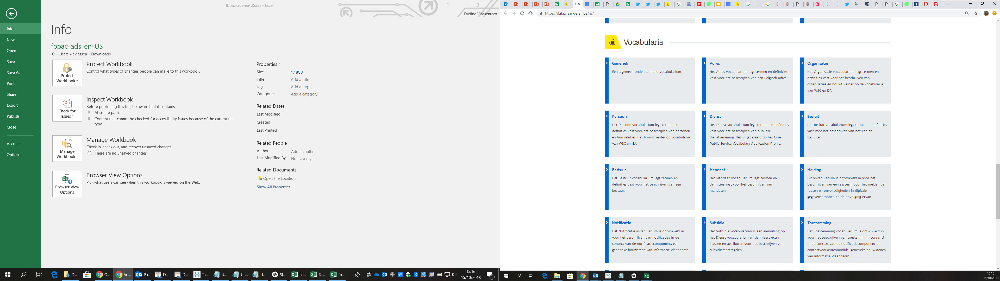 fbpac-ads-en-US.csv - Excel
?
Eveline Vlassenroot
Info
New
Open
Save
Save As
Print
Share
Export
Publish
Close
Account
Options
Info
fbpac-ads-en-US
C: » Users » evlassen » Downloads
Protect
Workbook
Protect Workbook
Control what types of changes people can make to this workbook.
Check for
Issues
Inspect Workbook
Before publishing this file, be aware that it contains:
Absolute path
Content that cannot be checked for accessibility issues because of the current file
type
Manage
Workbook
Manage Workbook
Check in, check out, and recover unsaved changes.
There are no unsaved changes.
Browser View
Options
Browser View Options
Pick what users can see when this workbook is viewed on the Web.
Properties
Size 1,18GB
Title Add a title
Tags Add a tag
Categories Add a category
Related Dates
Last Modified
Created
Last Printed
Related People
Author Add an author
Last Modified By Not saved yet
Related Documents
Open File Location
Show All Properties
D... O... Vo... Po... D... D... Ta... U... Un... U... Sl... Lo... Ta... fb...
15:16
15/10/2018
https://data.vlaanderen.be/ns/
Vocabularia
Generiek
Een algemeen ondersteunend vocabularium.
Adres
Het Adres vocabularium legt termen en definities
vast voor het beschrijven van een Belgisch adres.
Organisatie
Het Organisatie vocabularium legt termen en
definities vast voor het beschrijven van
organisaties en bouwt verder op de vocabularia
van W3C en ISA.
Persoon
Het Persoon vocabularium legt termen en
definities vast voor het beschrijven van personen
en hun relaties. Het bouwt verder op vocabularia
van W3C en ISA.
Dienst
Het Dienst vocabularium legt termen en definities
vast voor het beschrijven van publieke
dienstverlening. Het is gebaseerd op het Core
Public Service Vocabulary Application Profile.
Besluit
Het Besluit vocabularium legt termen en definities
vast voor het beschrijven van notulen en
besluiten.
Bestuur
Het Bestuur vocabularium legt termen en
definities vast voor het beschrijven van een
bestuur.
Mandaat
Het Mandaat vocabularium legt termen en
definities vast voor het beschrijven van
mandaten.
Melding
Dit vocabularium is ontwikkeld in voor het
beschrijven van een systeem voor het melden van
fouten en onvolledigheden in digitale
gegevensbronnen en de opvolging ervan.
Notificatie
Het Notificatie vocabularium is ontwikkeld in
voor het beschrijven van notificaties in de
context van de notificatiecomponent, een
generieke bouwsteen van Informatie Vlaanderen.
Subsidie
Het Subsidie vocabularium is een aanvulling op
het Dienst vocabularium en definieert extra
klassen en attributen voor het beschrijven van
subsidiemaatregelen.
Toestemming
Het Toestemming vocabularium is ontwikkeld in
voor het beschrijven van toestemming (consent)
in de context van de notificatiecomponent en
contactvoorkeurenmodule, generieke bouwstenen
van Informatie Vlaanderen.
15:16
15/10/2018